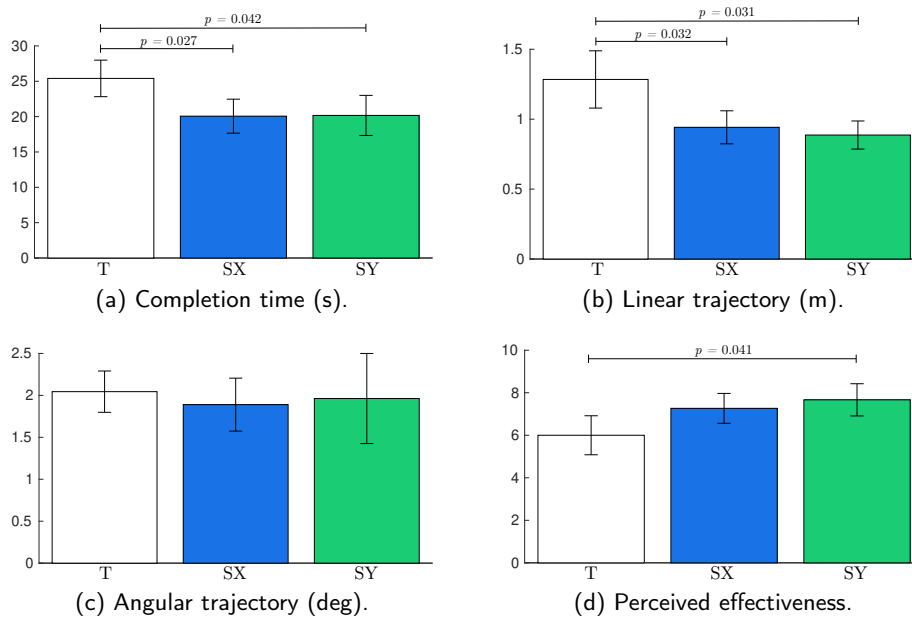 p = 0.042
p = 0.027
30
25
20
15
10
5
0
T SX SY
(a) Completion time (s).
p = 0.031
p = 0.032
1.5
1
0.5
0
T SX SY
(b) Linear trajectory (m).
2.5
2
1.5
1
0.5
0
T SX SY
(c) Angular trajectory (deg).
p = 0.041
10
8
6
4
2
0
T SX SY
(d) Perceived effectiveness.